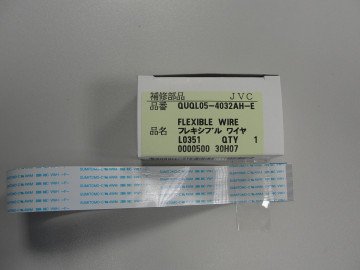 補修部品 JVC
品番 QUQL05-4032AH-E
FLEXIBLE WIRE
品名 フレキシブル ワイヤ
L0351 QTY 1
0000500 30H07